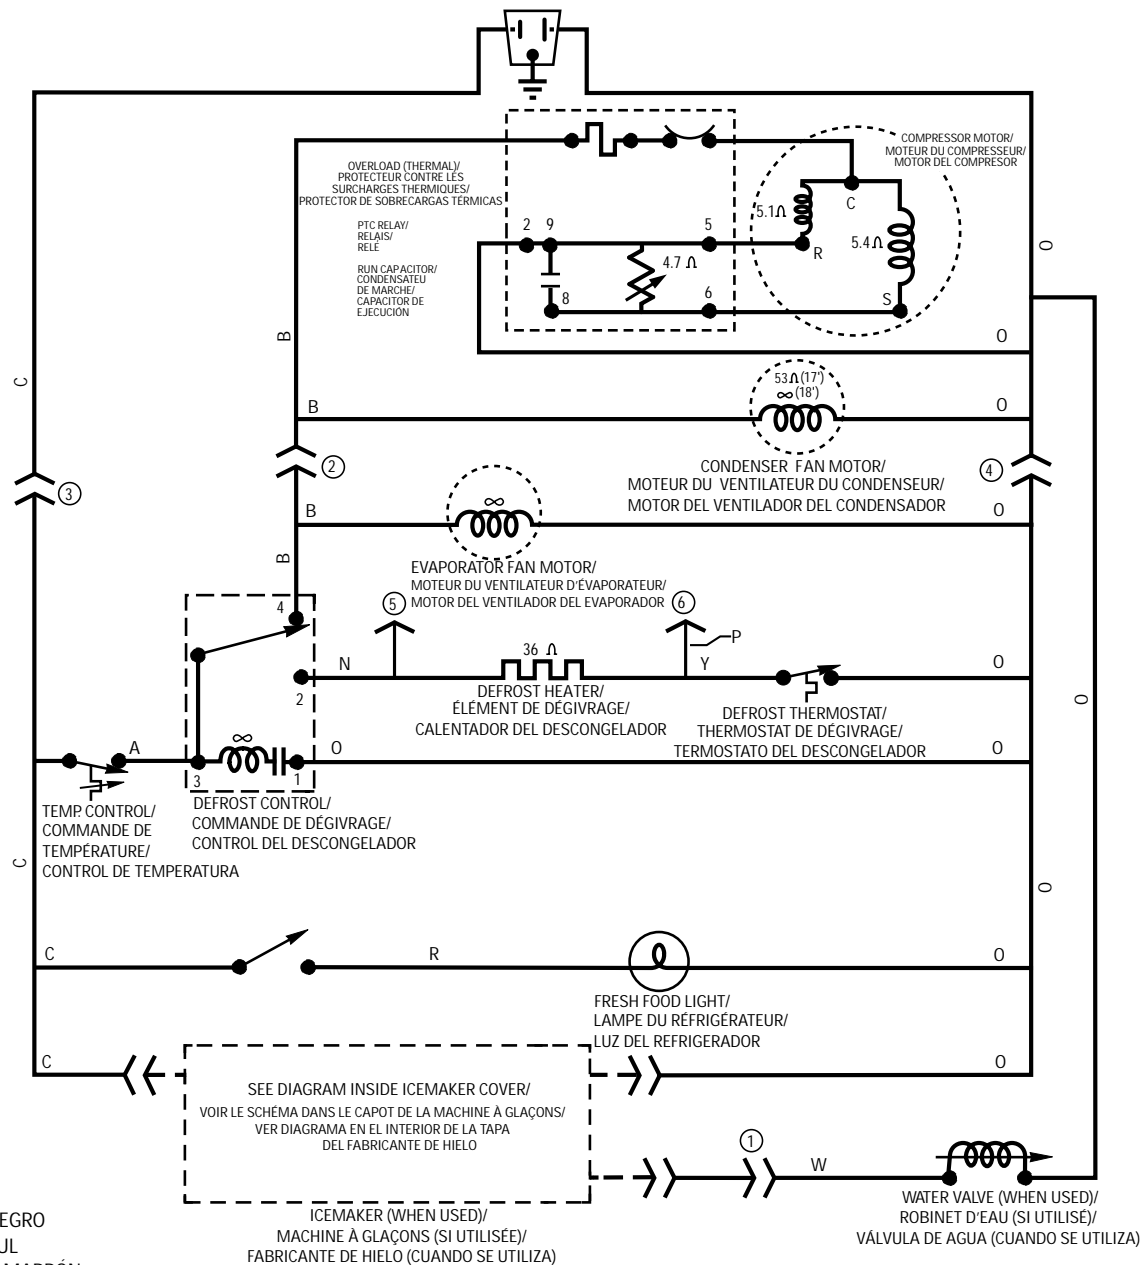 COMPRESSOR MOTOR/
MOTEUR DU COMPRESSEUR/
MOTOR DEL COMPRESOR
OVERLOAD (THERMAL)/
PROTECTEUR CONTRE LES
SURCHARGES THERMIQUES/
PROTECTOR DE SOBRECARGAS TÉRMICAS
5.1Ω
C
5.4Ω
PTC RELAY/
RELAIS/
RELÉ
2
9
5
R
O
RUN CAPACITOR/
CONDENSATEU
DE MARCHE/
CAPACITOR DE
EJECUCIÓN
4.7 Ω
8
6
S
B
O
C
53Ω(17')
∞(18')
B
O
2
3
4
CONDENSER FAN MOTOR/
MOTEUR DU VENTILATEUR DU CONDENSEUR/
MOTOR DEL VENTILADOR DEL CONDENSADOR
∞
B
O
B
EVAPORATOR FAN MOTOR/
MOTEUR DU VENTILATEUR D'ÉVAPORATEUR/
MOTOR DEL VENTILADOR DEL EVAPORADOR
4
5
6
P
36 Ω
N
Y
O
2
DEFROST HEATER/
ÉLÉMENT DE DÉGIVRAGE/
CALENTADOR DEL DESCONGELADOR
DEFROST THERMOSTAT/
THERMOSTAT DE DÉGIVRAGE/
TERMOSTATO DEL DESCONGELADOR
O
∞
A
O
O
3
1
TEMP. CONTROL/
COMMANDE DE
TEMPÉRATURE/
CONTROL DE TEMPERATURA
DEFROST CONTROL/
COMMANDE DE DÉGIVRAGE/
CONTROL DEL DESCONGELADOR
C
O
C
R
O
FRESH FOOD LIGHT/
LAMPE DU RÉFRIGÉRATEUR/
LUZ DEL REFRIGERADOR
C
O
SEE DIAGRAM INSIDE ICEMAKER COVER/
VOIR LE SCHÉMA DANS LE CAPOT DE LA MACHINE À GLAÇONS/
VER DIAGRAMA EN EL INTERIOR DE LA TAPA
DEL FABRICANTE DE HIELO
1
W
WATER VALVE (WHEN USED)/
ROBINET D'EAU (SI UTILISÉ)/
VÁLVULA DE AGUA (CUANDO SE UTILIZA)
ICEMAKER (WHEN USED)/
MACHINE À GLAÇONS (SI UTILISÉE)/
FABRICANTE DE HIELO (CUANDO SE UTILIZA)
EGRO
UL